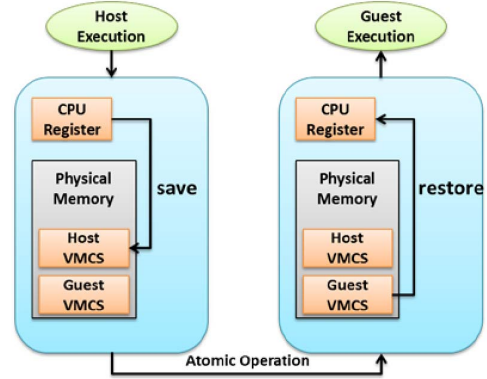 Host
Execution
CPU
Register
Physical
Memory
save
Host
VMCS
Guest
VMCS
Guest
Execution
CPU
Register
Physical
Memory
restore
Host
VMCS
Guest
VMCS
Atomic Operation